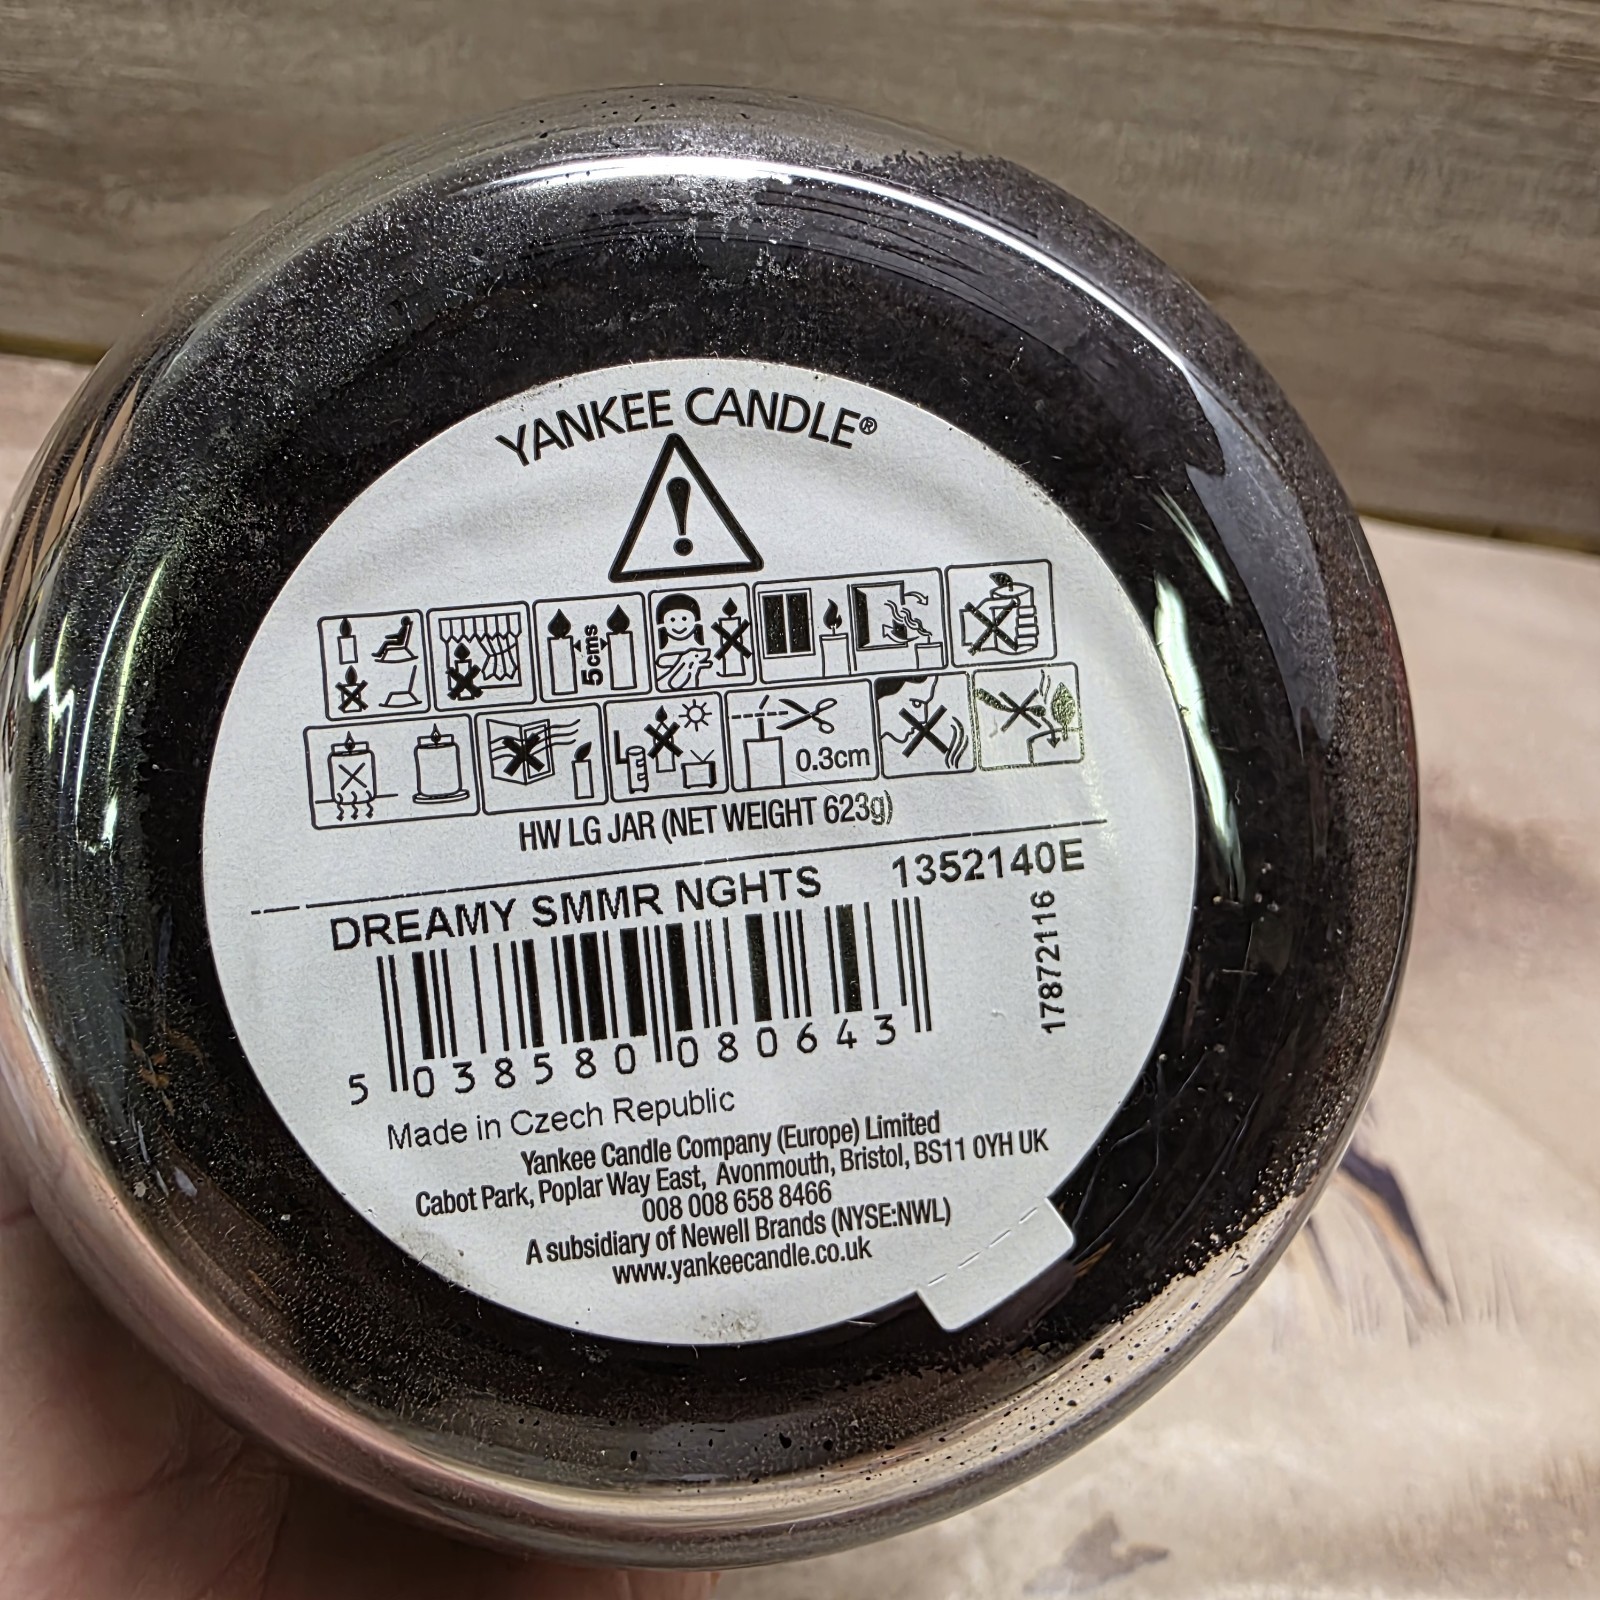 YANKEE CANDLE®
5cms
0.3cm
HW LG JAR (NET WEIGHT 623g)
DREAMY SMMR NGHTS 1352140E
17872116
5 038580 080643
Made in Czech Republic
Yankee Candle Company (Europe) Limited
Cabot Park, Poplar Way East, Avonmouth, Bristol, BS11 0YH UK
008 008 658 8466
A subsidiary of Newell Brands (NYSE:NWL)
www.yankeecandle.co.uk